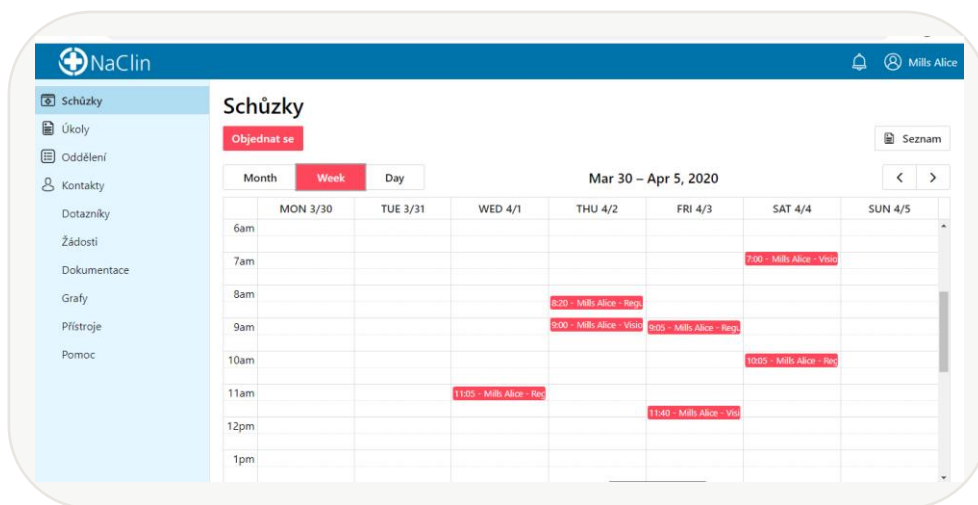 NaClin
Mills Alice
Schůzky
Úkoly
Oddělení
Kontakty
Dotazníky
Žádosti
Dokumentace
Grafy
Přístroje
Pomoc
Schůzky
Objednat se
Seznam
Month Week Day
Mar 30 – Apr 5, 2020
MON 3/30 TUE 3/31 WED 4/1 THU 4/2 FRI 4/3 SAT 4/4 SUN 4/5
6am
7am
7:00 - Mills Alice - Visio
8am
8:20 - Mills Alice - Regu
9am
9:00 - Mills Alice - Visio
9:05 - Mills Alice - Regu
10am
10:05 - Mills Alice - Reg
11am
11:05 - Mills Alice - Reg
11:40 - Mills Alice - Visi
12pm
1pm